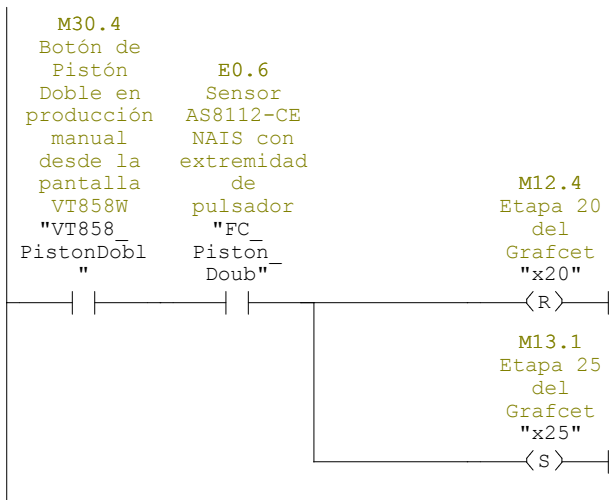 M30.4
Botón de
Pistón
Doble en
producción
manual
desde la
pantalla
VT858W
"VT858_
PistonDobl
"
E0.6
Sensor
AS8112-CE
NAIS con
extremidad
de
pulsador
"FC_
Piston_
Doub"
M12.4
Etapa 20
del
Grafcet
"x20"
R
M13.1
Etapa 25
del
Grafcet
"x25"
S